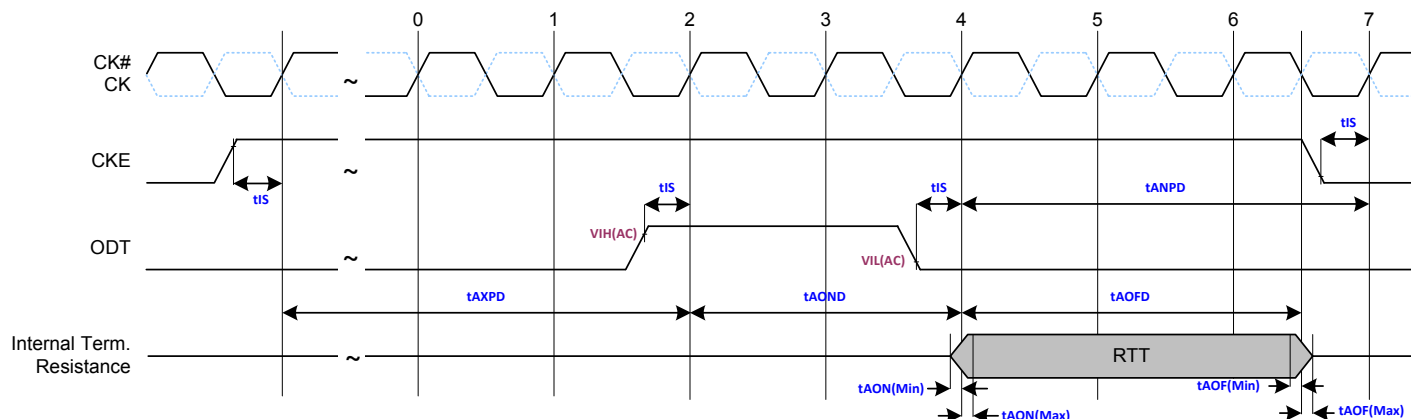 0 1 2 3 4 5 6 7
CK#
CK
~
CKE
~
tIS
tIS
tIS
tIS
tANPD
ODT
VIH(AC)
VIL(AC)
~
tAXPD
tAOND
tAOFD
Internal Term.
Resistance
~
RTT
tAON(Min)
tAOF(Min)
tAON(Max)
tAOF(Max)